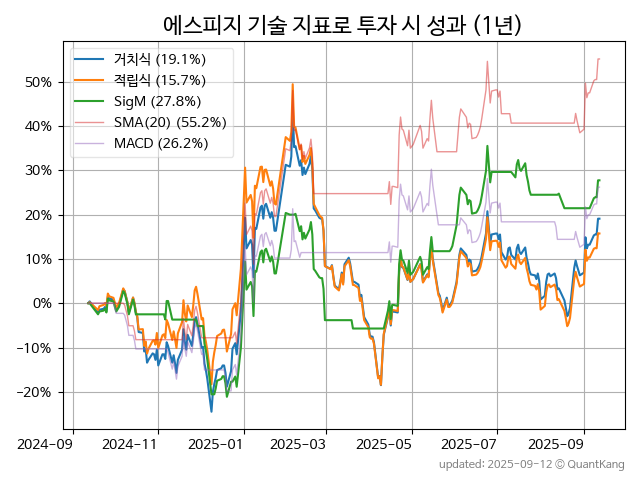 에스피지 기술 지표로 투자 시 성과 (1년)
거치식 (19.1%)
적립식 (15.7%)
SigM (27.8%)
SMA(20) (55.2%)
MACD (26.2%)
50%
40%
30%
20%
10%
0%
−10%
−20%
2024-09 2024-11 2025-01 2025-03 2025-05 2025-07 2025-09
updated: 2025-09-12 © QuantKang